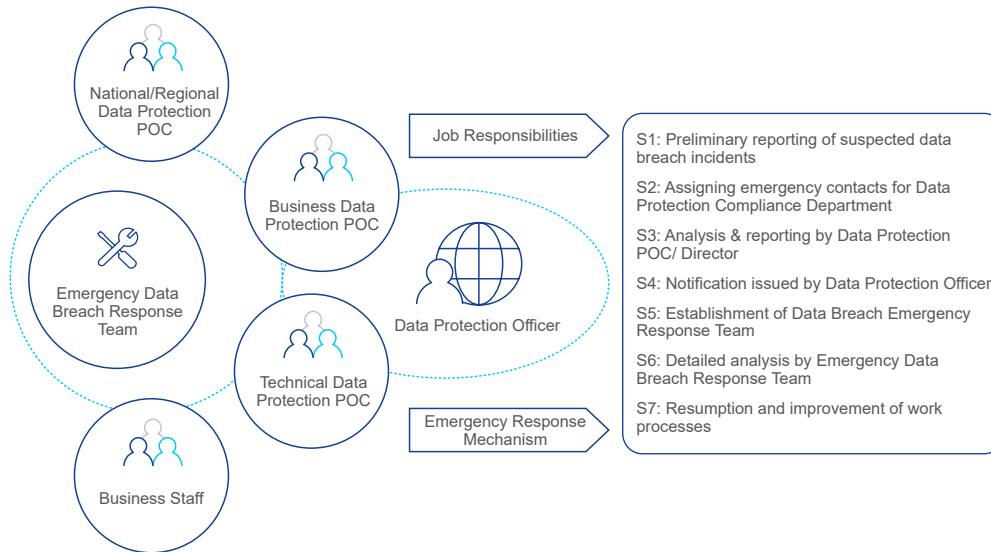 National/Regional
Data Protection
POC
Business Data
Protection POC
Emergency Data
Breach Response
Team
Data Protection Officer
Technical Data
Protection POC
Business Staff
Job Responsibilities
Emergency Response
Mechanism
S1: Preliminary reporting of suspected data
breach incidents
S2: Assigning emergency contacts for Data
Protection Compliance Department
S3: Analysis & reporting by Data Protection
POC/ Director
S4: Notification issued by Data Protection Officer
S5: Establishment of Data Breach Emergency
Response Team
S6: Detailed analysis by Emergency Data
Breach Response Team
S7: Resumption and improvement of work
processes